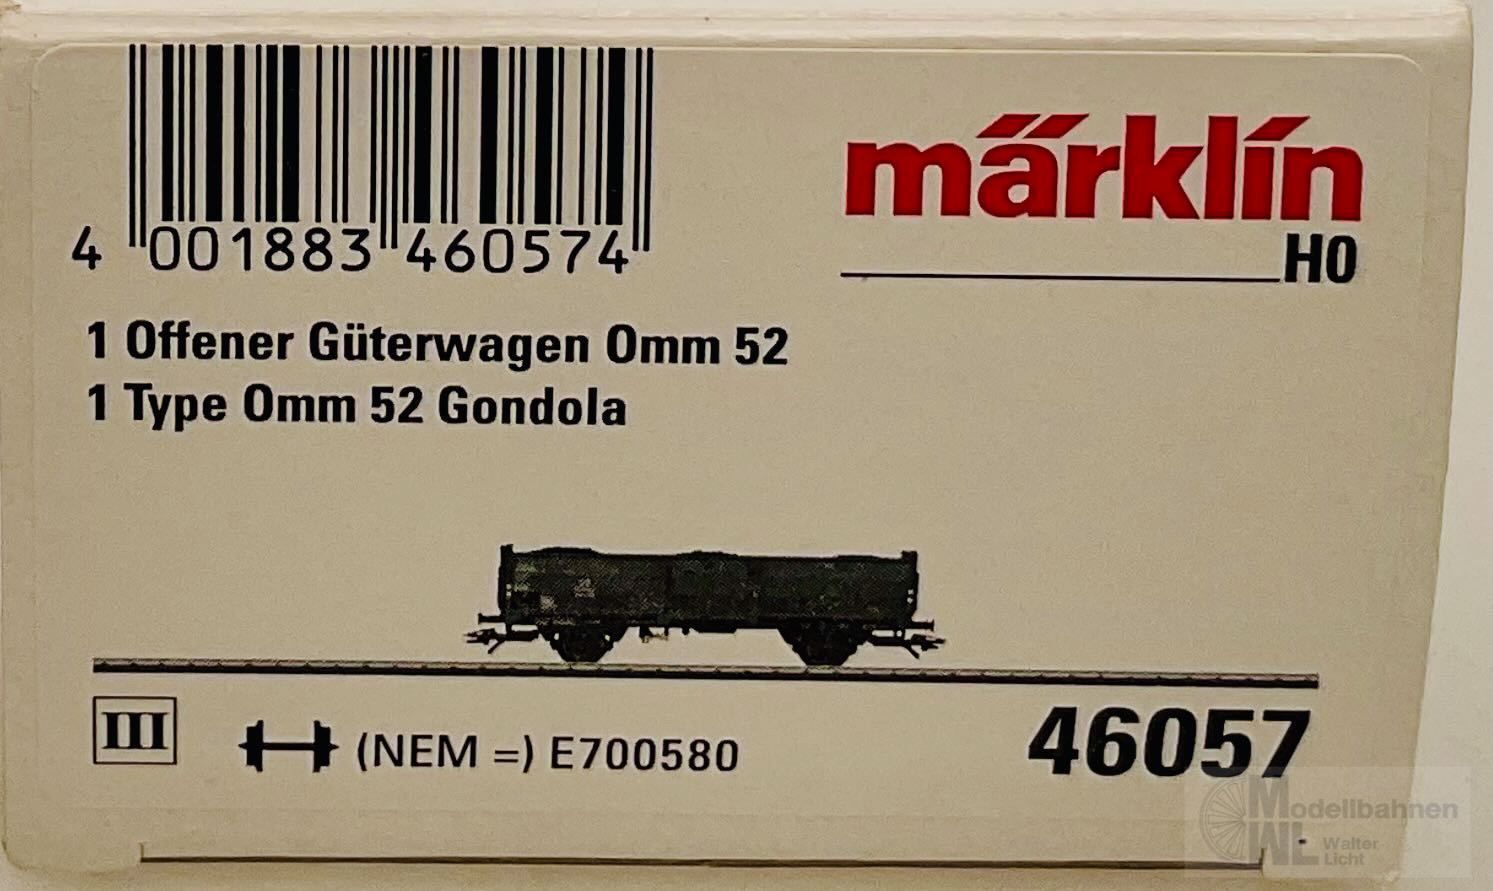 märklin
H0
4 001883 460574
1 Offener Güterwagen Omm 52
1 Type Omm 52 Gondola
III
(NEM =) E700580
46057
Modellbahnen
WL Walter
Licht